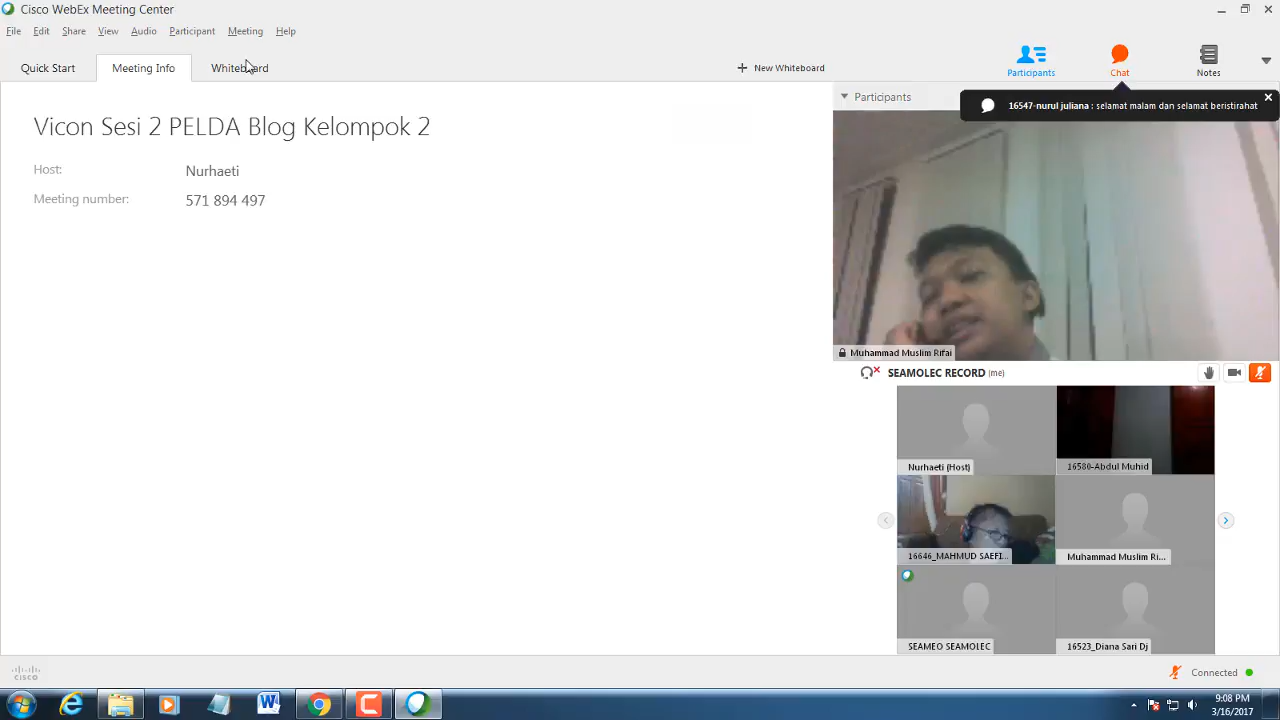 Cisco WebEx Meeting Center
File Edit Share View Audio Participant Meeting Help
Quick Start Meeting Info Whiteboard + New Whiteboard Participants Chat Notes
Participants
16547-nurul juliana : selamat malam dan selamat beristirahat
Vicon Sesi 2 PELDA Blog Kelompok 2
Host: Nurhaeti
Meeting number: 571 894 497
Muhammad Muslim Rifai
SEAMOLEC RECORD (me)
Nurhaeti (Host) 16580-Abdul Muhid
16646_MAHMUD SAEFI... Muhammad Muslim Ri...
SEAMEO SEAMOLEC 16523_Diana Sari Dj
cisco
Connected
9:08 PM
3/16/2017